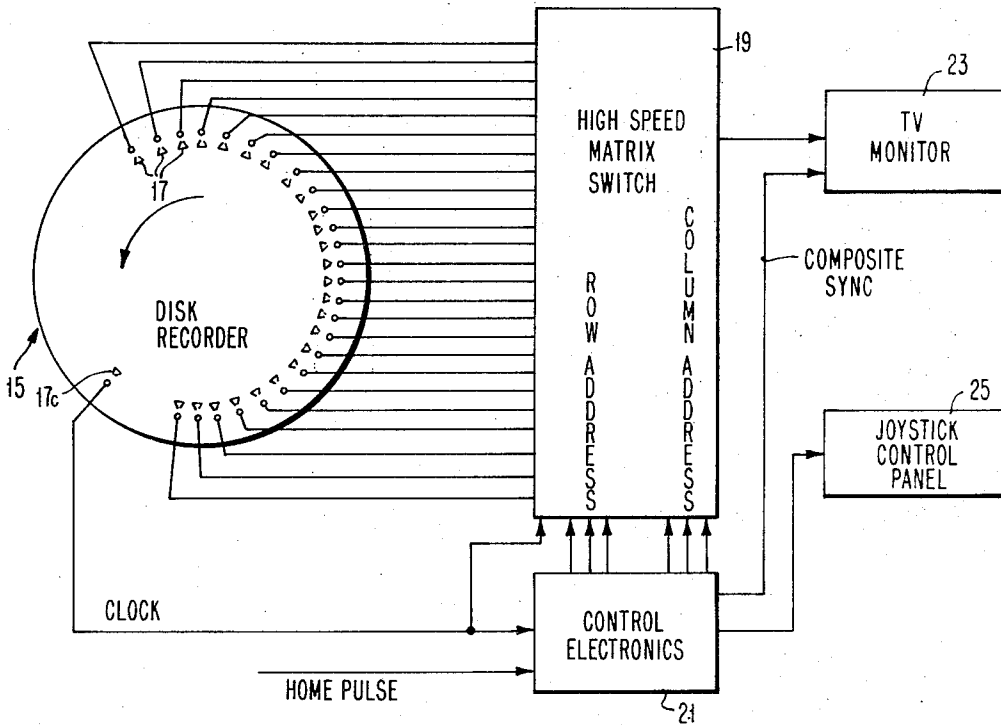 19
HIGH SPEED
MATRIX
SWITCH
ROW ADDRESS
COLUMN ADDRESS
23
TV
MONITOR
COMPOSITE
SYNC
17
DISK
RECORDER
15
17c
25
JOYSTICK
CONTROL
PANEL
CLOCK
CONTROL
ELECTRONICS
HOME PULSE
21